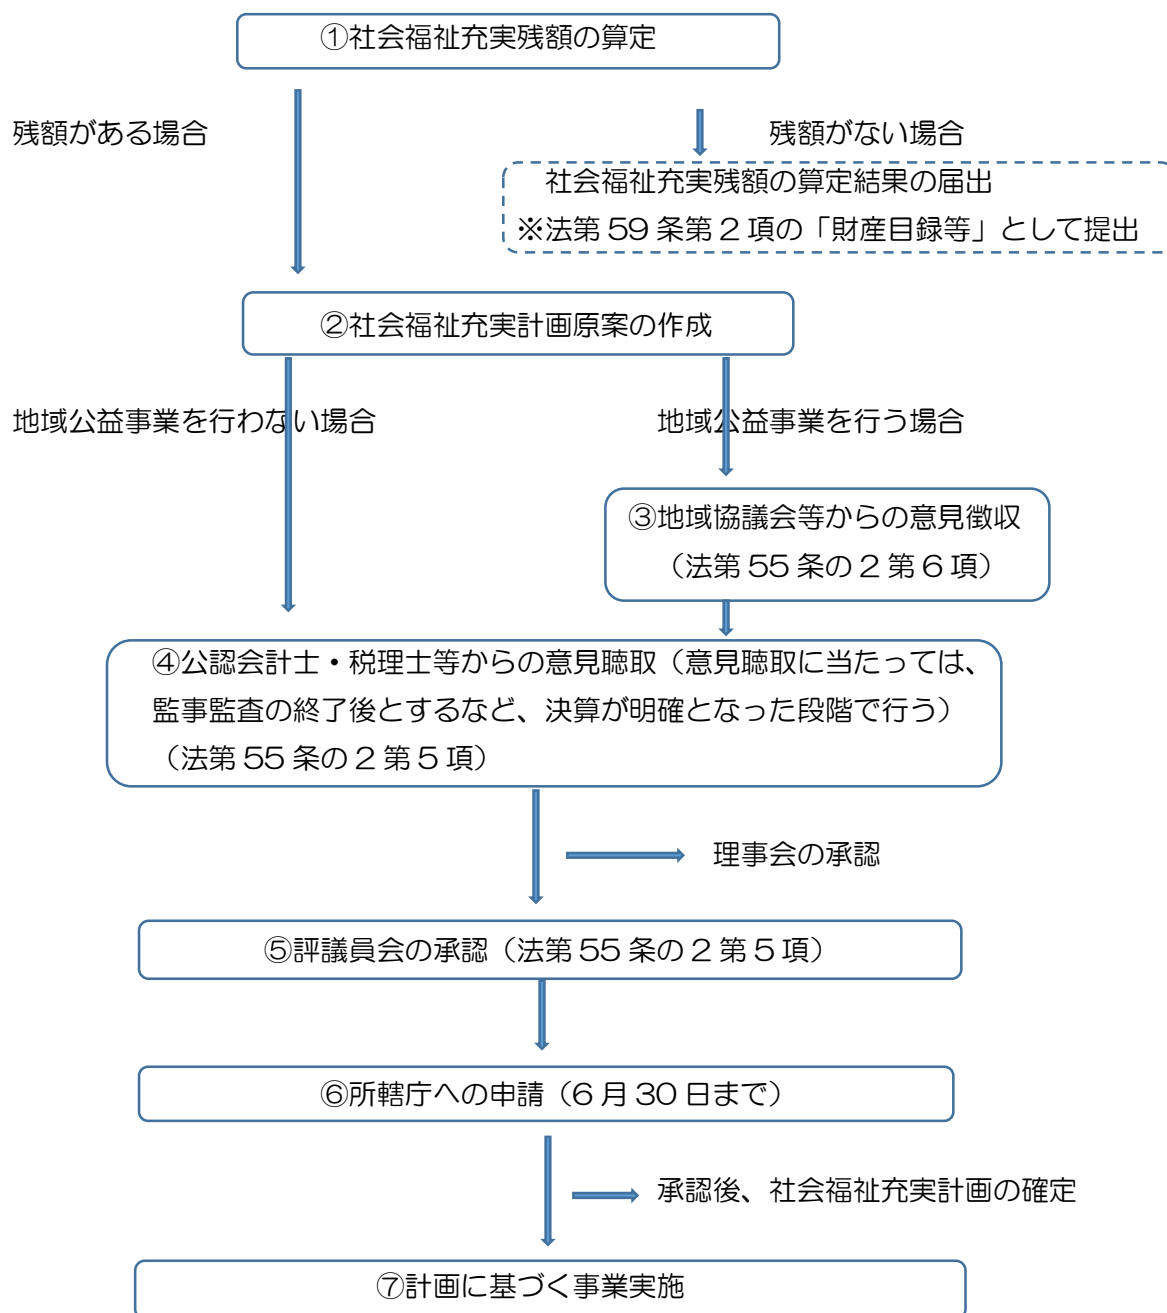 ①社会福祉充実残額の算定
残額がある場合
残額がない場合
社会福祉充実残額の算定結果の届出
※法第59条第2項の「財産目録等」として提出
②社会福祉充実計画原案の作成
地域公益事業を行わない場合
地域公益事業を行う場合
③地域協議会等からの意見徴収
（法第55条の2第6項）
④公認会計士・税理士等からの意見聴取（意見聴取に当たっては、
監事監査の終了後とするなど、決算が明確となった段階で行う）
（法第55条の2第5項）
理事会の承認
⑤評議員会の承認（法第55条の2第5項）
⑥所轄庁への申請（6月30日まで）
承認後、社会福祉充実計画の確定
⑦計画に基づく事業実施